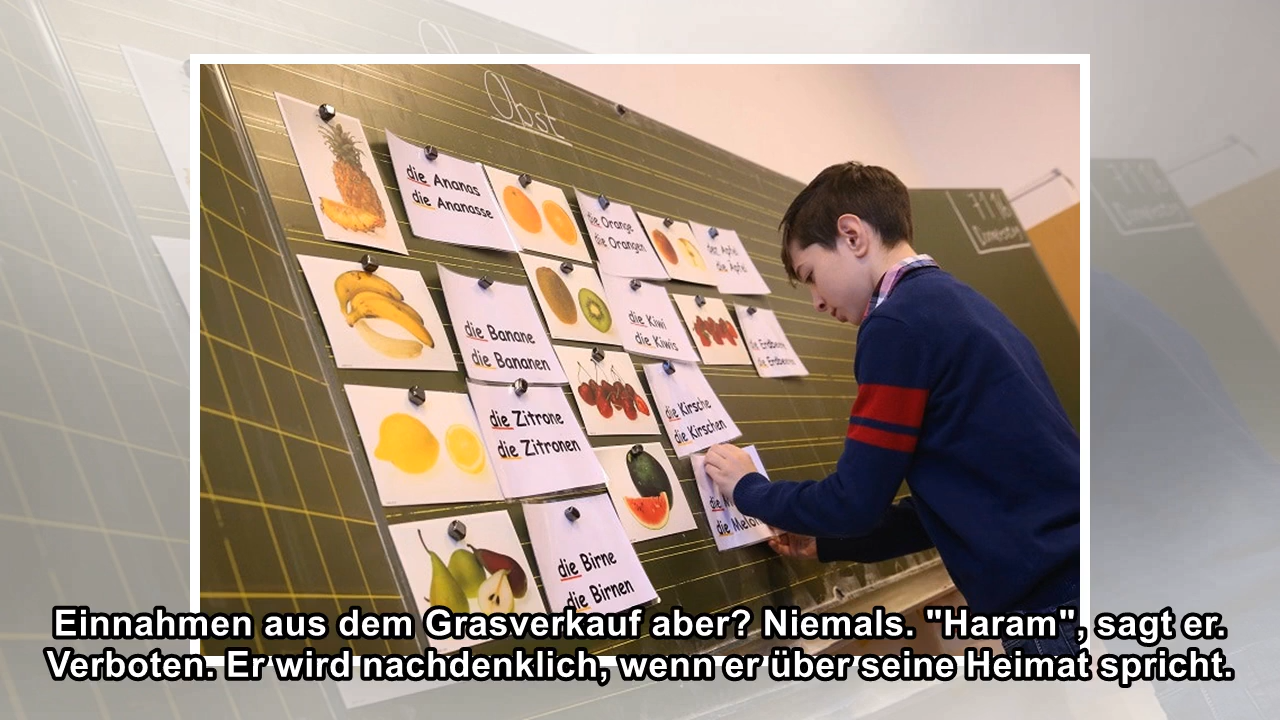 Obst
die Ananas
die Ananasse
die Orange
die Orangen
der Apfel
die Äpfel
die Banane
die Bananen
die Kiwi
die Kiwis
die Erdbeere
die Erdbeeren
die Zitrone
die Zitronen
die Kirsche
die Kirschen
die
die Melon
die Birne
die Birnen
Donnerstag
Einnahmen aus dem Grasverkauf aber? Niemals. "Haram", sagt er.
Verboten. Er wird nachdenklich, wenn er über seine Heimat spricht.